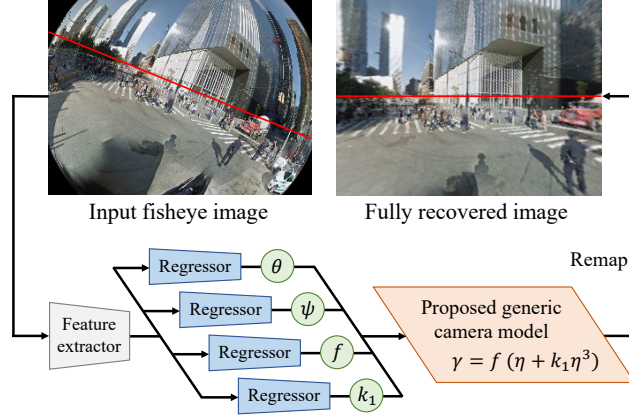 Input fisheye image
Fully recovered image
Remap
Regressor θ
Regressor ψ
Regressor f
Regressor k₁
Feature
extractor
Proposed generic
camera model
γ = f (η + k₁η³)